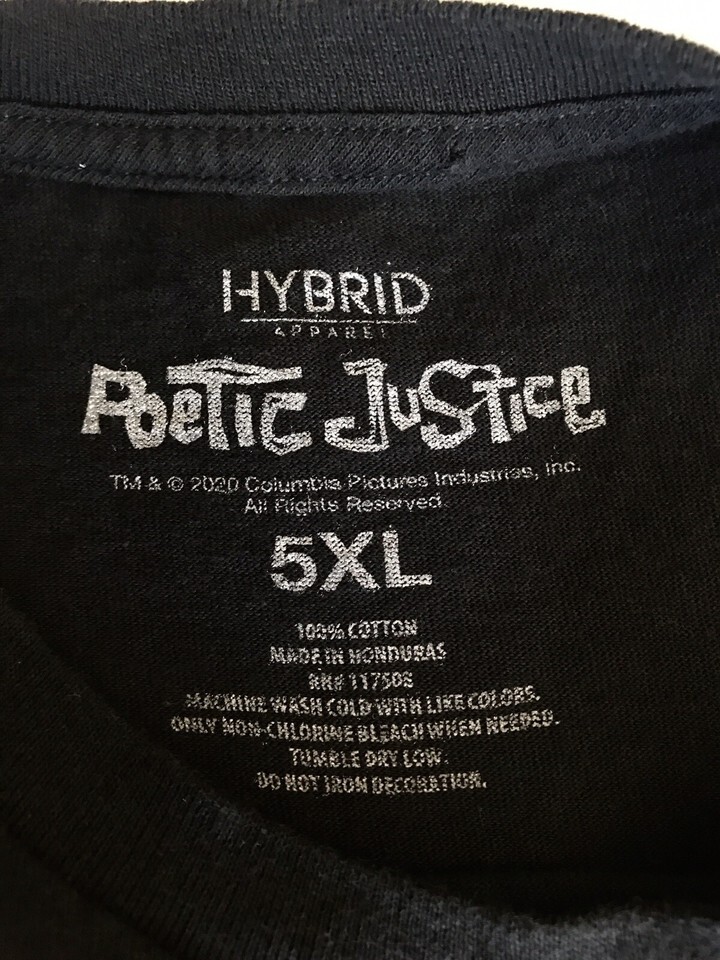 HYBRID
APPAREL
Poetic Justice
TM & © 2020 Columbia Pictures Industries, Inc.
All Rights Reserved.
5XL
100% COTTON
MADE IN HONDURAS
RN# 117508
MACHINE WASH COLD WITH LIKE COLORS.
ONLY NON-CHLORINE BLEACH WHEN NEEDED.
TUMBLE DRY LOW.
DO NOT IRON DECORATION.